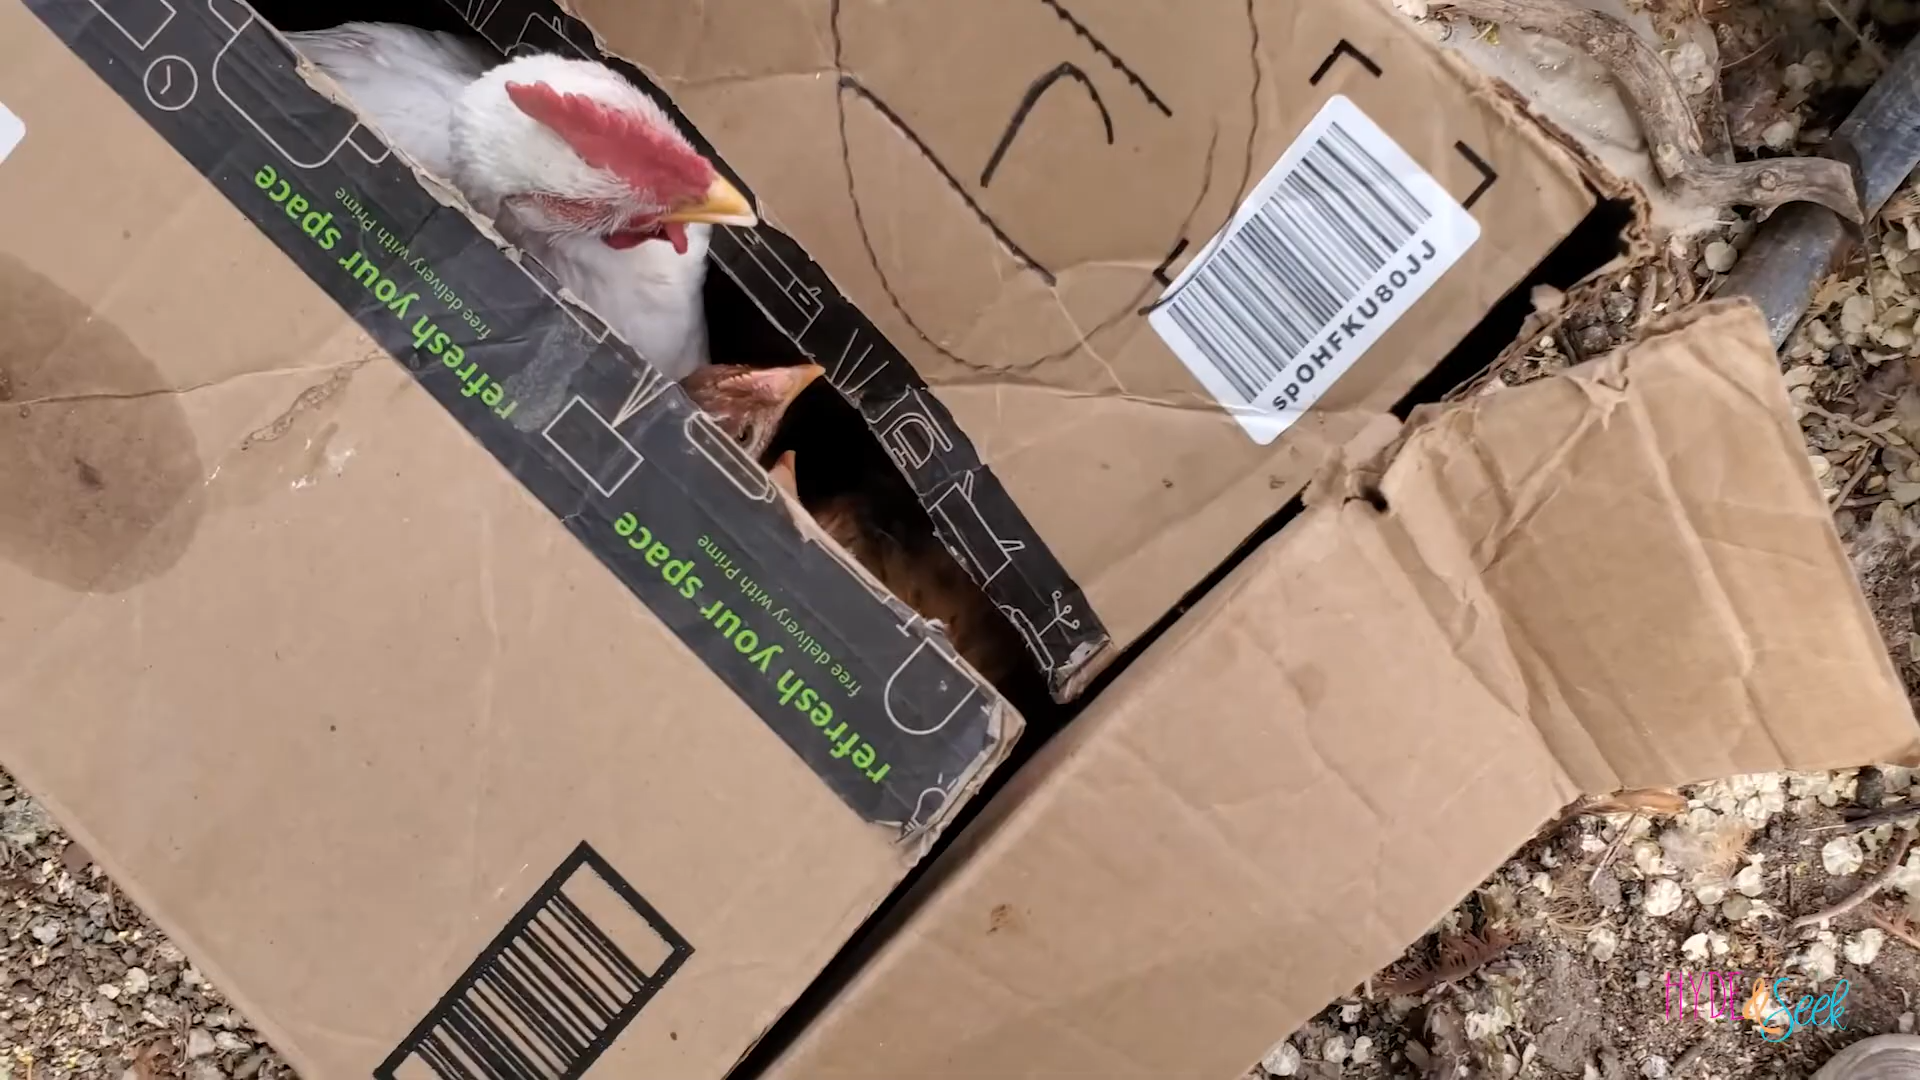 refresh your space
free delivery with Prime
refresh your space
free delivery with Prime
spOHFKU80JJ
HYDE & Seek